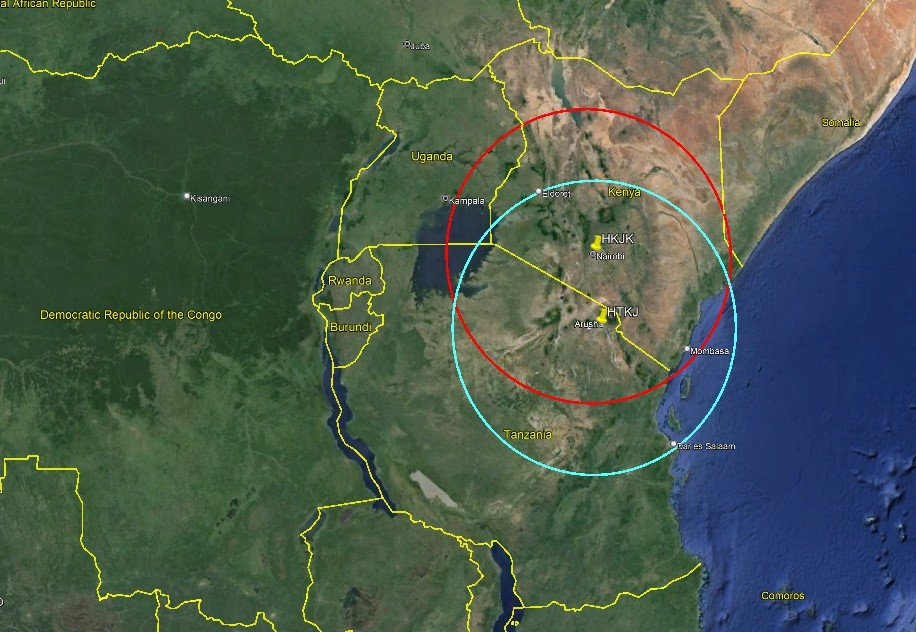 al African Republic
Juba
ui
Somalia
Uganda
Kisangani
Kampala
Eldoret
Kenya
HKJK
Nairobi
Rwanda
Democratic Republic of the Congo
Burundi
HTKJ
Arusha
Mombasa
Tanzania
Dar es Salaam
Comoros